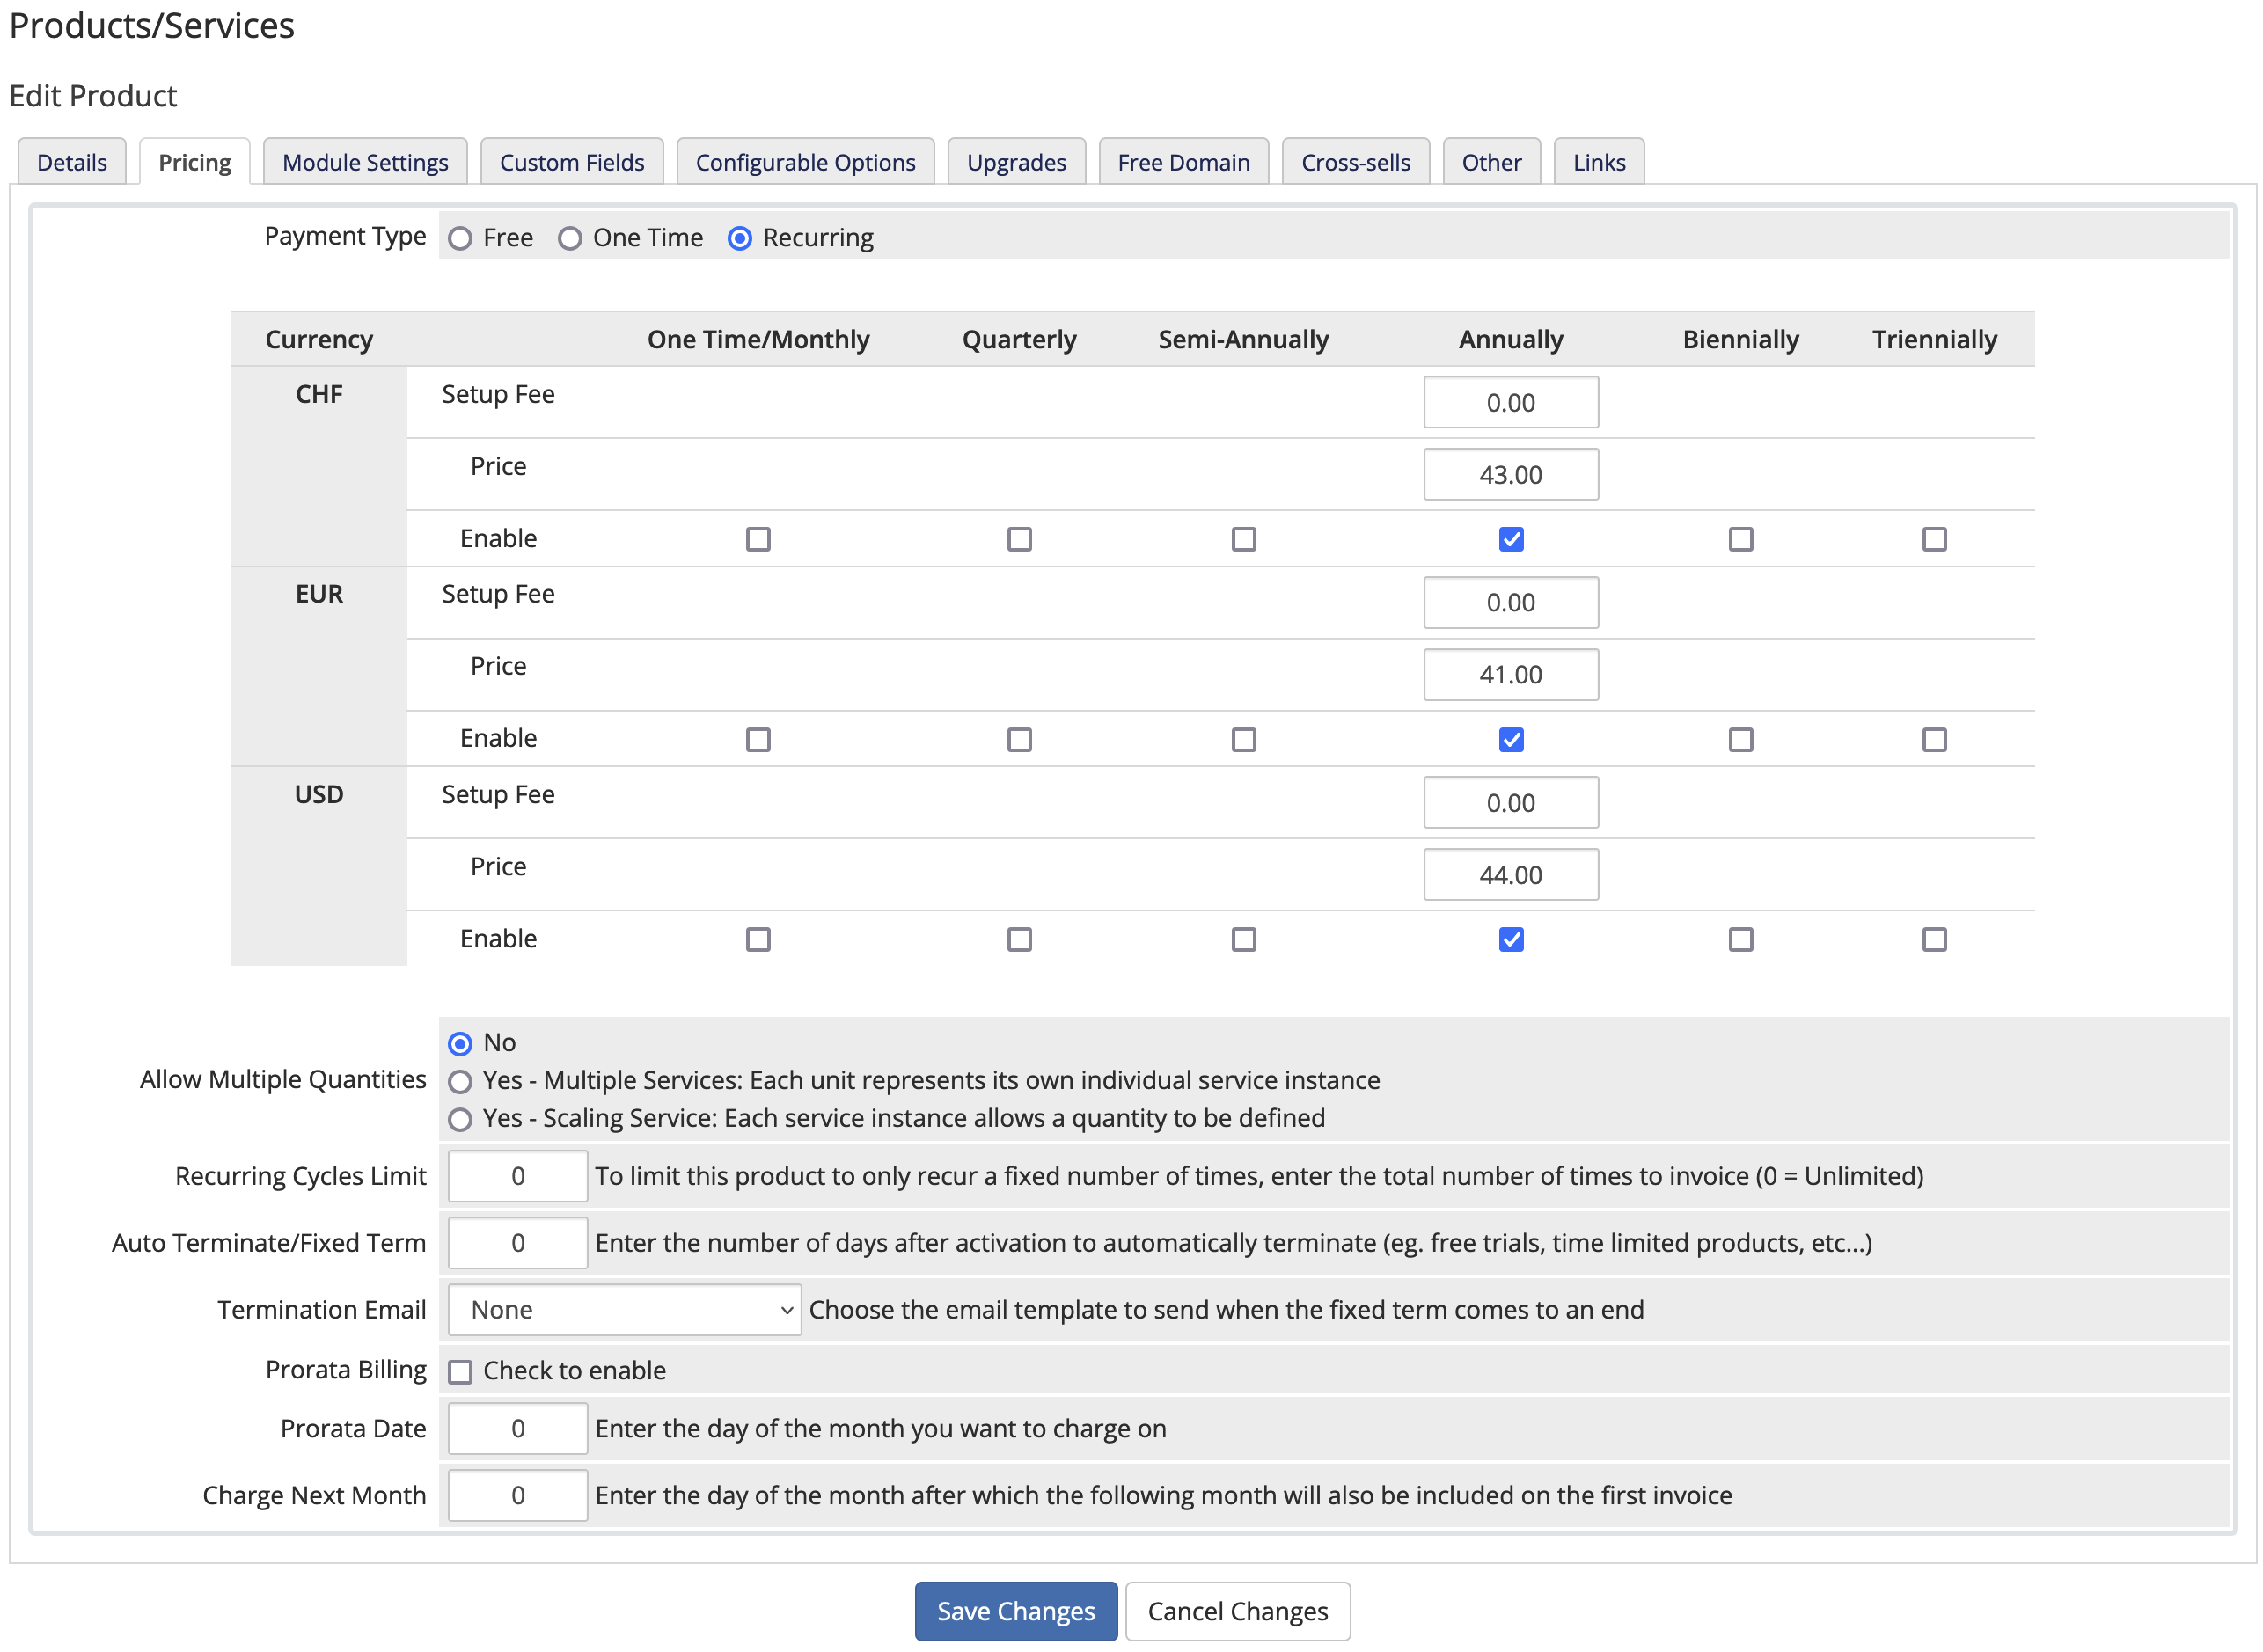 Products/Services
Edit Product
Details Pricing Module Settings Custom Fields Configurable Options Upgrades Free Domain Cross-sells Other Links
Payment Type Free One Time Recurring
Currency One Time/Monthly Quarterly Semi-Annually Annually Biennially Triennially
CHF Setup Fee 0.00
Price 43.00
Enable
EUR Setup Fee 0.00
Price 41.00
Enable
USD Setup Fee 0.00
Price 44.00
Enable
No
Allow Multiple Quantities Yes - Multiple Services: Each unit represents its own individual service instance
Yes - Scaling Service: Each service instance allows a quantity to be defined
Recurring Cycles Limit 0 To limit this product to only recur a fixed number of times, enter the total number of times to invoice (0 = Unlimited)
Auto Terminate/Fixed Term 0 Enter the number of days after activation to automatically terminate (eg. free trials, time limited products, etc...)
Termination Email None Choose the email template to send when the fixed term comes to an end
Prorata Billing Check to enable
Prorata Date 0 Enter the day of the month you want to charge on
Charge Next Month 0 Enter the day of the month after which the following month will also be included on the first invoice
Save Changes Cancel Changes